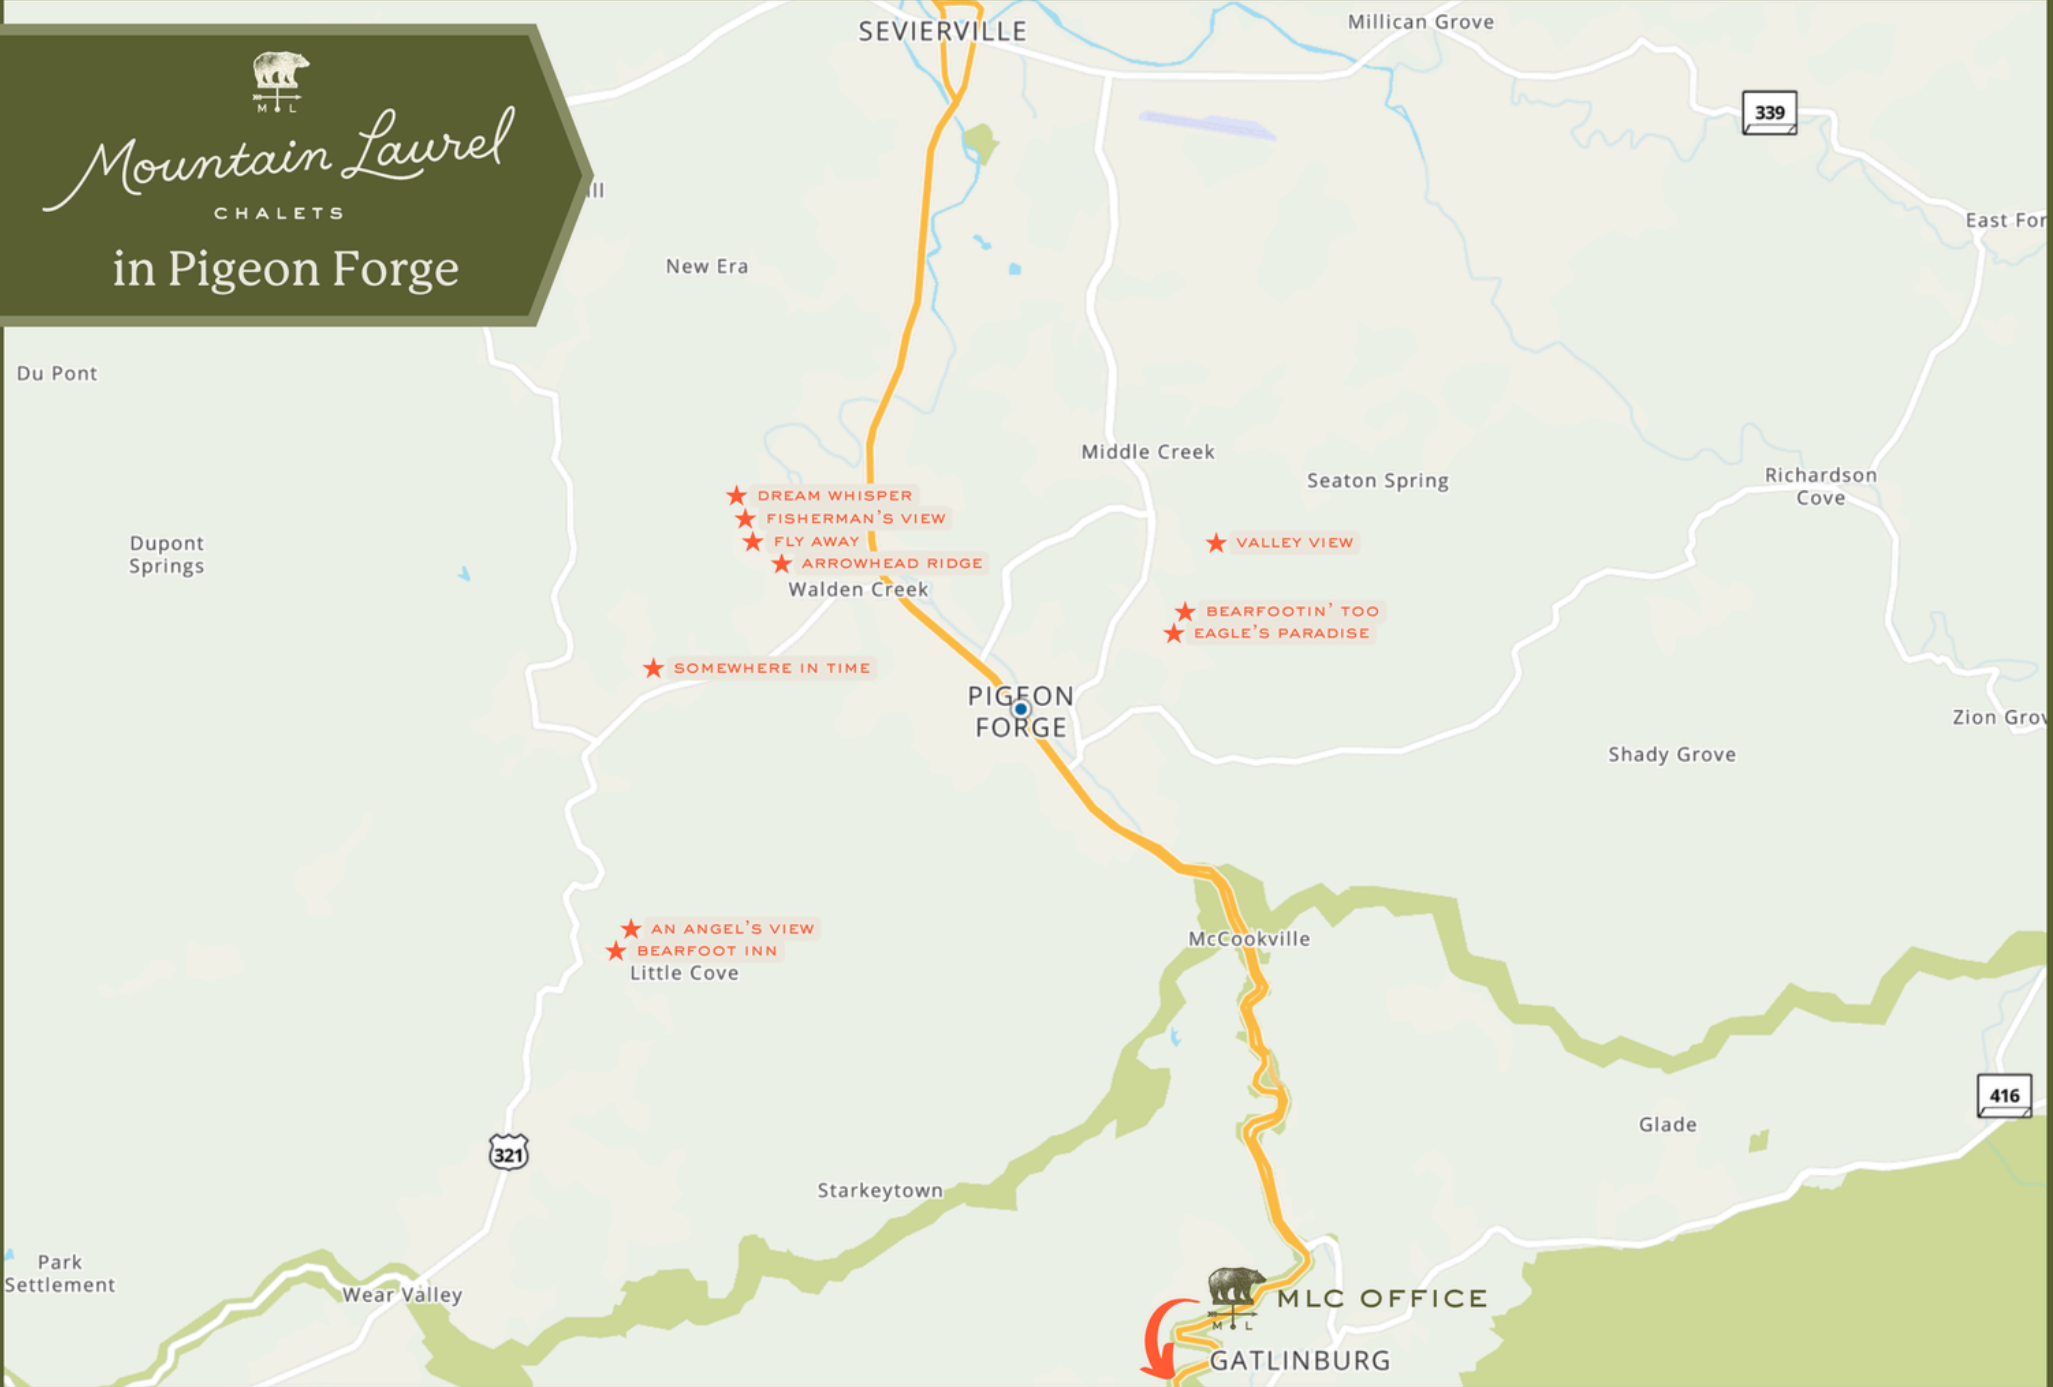 SEVIERVILLE
Millican Grove
M L
Mountain Laurel
CHALETS
in Pigeon Forge
339
ill
East For
New Era
Du Pont
Middle Creek
Seaton Spring
Richardson
Cove
DREAM WHISPER
FISHERMAN'S VIEW
FLY AWAY
ARROWHEAD RIDGE
Walden Creek
VALLEY VIEW
Dupont
Springs
BEARFOOTIN' TOO
EAGLE'S PARADISE
SOMEWHERE IN TIME
PIGEON
FORGE
Zion Grov
Shady Grove
AN ANGEL'S VIEW
BEARFOOT INN
Little Cove
McCookville
416
Glade
321
Starkeytown
Park
Settlement
Wear Valley
MLC OFFICE
M L
GATLINBURG